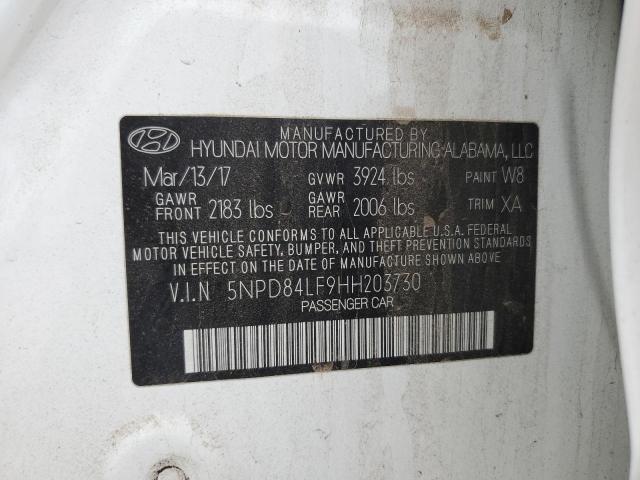 MANUFACTURED BY
HYUNDAI MOTOR MANUFACTURING ALABAMA, LLC
Mar/13/17 GVWR 3924 lbs PAINT W8
GAWR FRONT 2183 lbs GAWR REAR 2006 lbs TRIM XA
THIS VEHICLE CONFORMS TO ALL APPLICABLE U.S.A. FEDERAL
MOTOR VEHICLE SAFETY, BUMPER, AND THEFT PREVENTION STANDARDS
IN EFFECT ON THE DATE OF MANUFACTURE SHOWN ABOVE.
V.I.N 5NPD84LF9HH203730
PASSENGER CAR